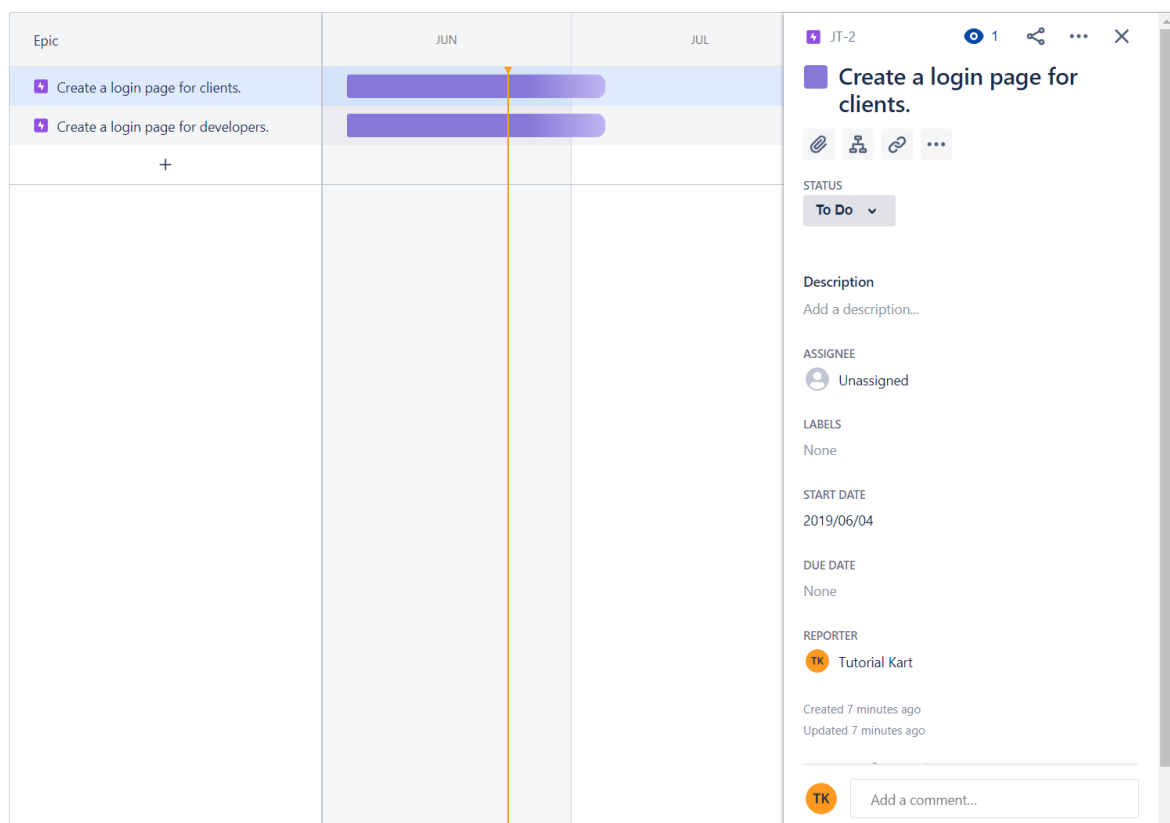 Epic
JUN
JUL
Create a login page for clients.
Create a login page for developers.
JT-2
1
Create a login page for
clients.
STATUS
To Do
Description
Add a description...
ASSIGNEE
Unassigned
LABELS
None
START DATE
2019/06/04
DUE DATE
None
REPORTER
TK Tutorial Kart
Created 7 minutes ago
Updated 7 minutes ago
TK Add a comment...